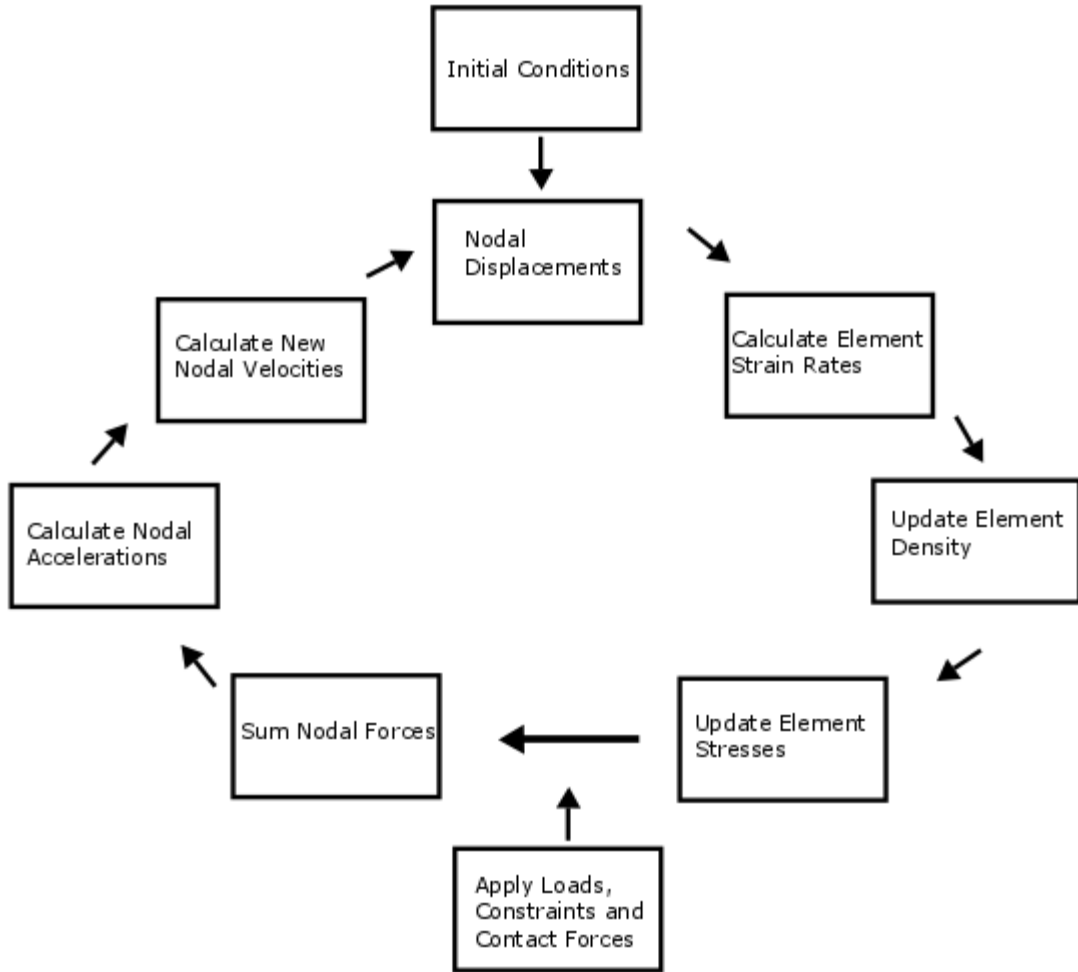 Initial Conditions
Nodal
Displacements
Calculate Element
Strain Rates
Update Element
Density
Update Element
Stresses
Apply Loads,
Constraints and
Contact Forces
Sum Nodal Forces
Calculate Nodal
Accelerations
Calculate New
Nodal Velocities